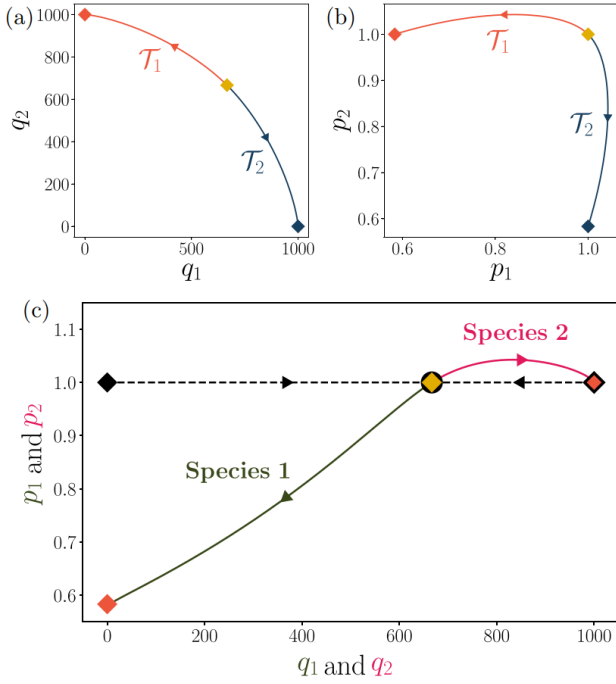 (a)
1000
800
600
400
200
0
q₂
𝒯₁
𝒯₂
0 500 1000
q₁
(b)
1.0
0.9
0.8
0.7
0.6
p₂
𝒯₁
𝒯₂
0.6 0.8 1.0
p₁
(c)
1.1
1.0
0.9
0.8
0.7
0.6
p₁ and p₂
Species 2
Species 1
0 200 400 600 800 1000
q₁ and q₂